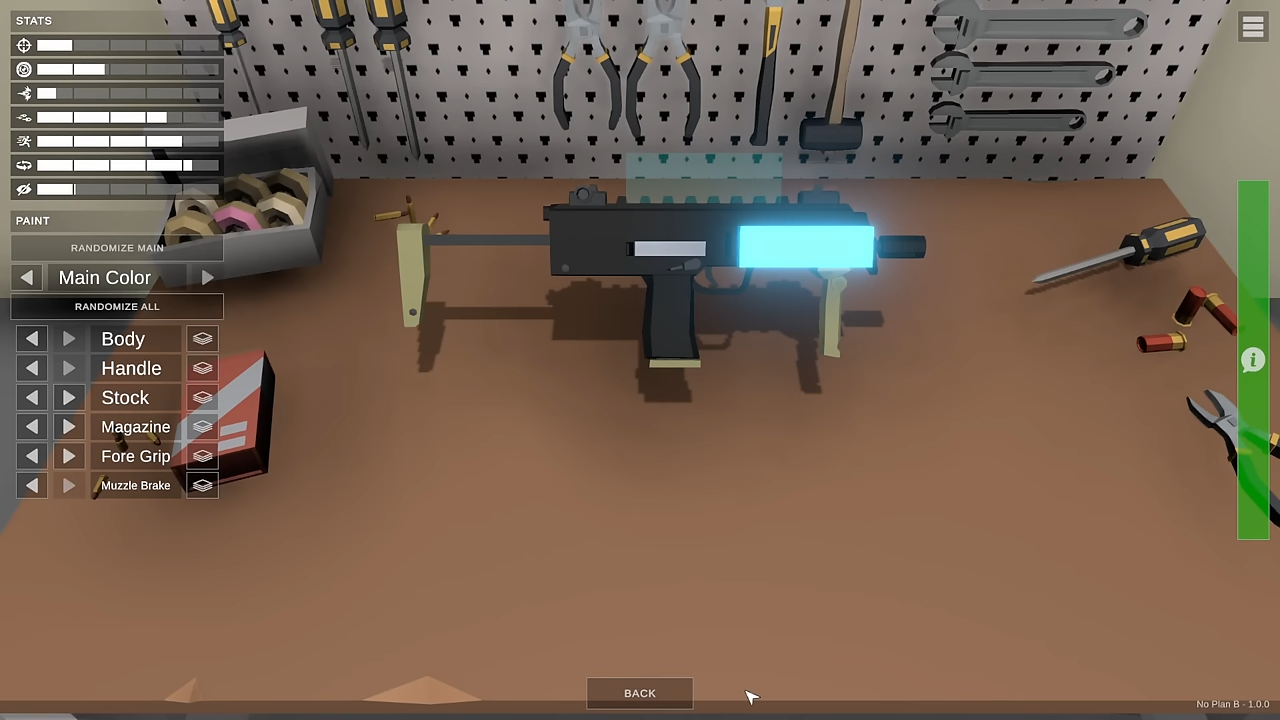 STATS
PAINT
RANDOMIZE MAIN
Main Color
RANDOMIZE ALL
Body
Handle
Stock
Magazine
Fore Grip
Muzzle Brake
BACK
No Plan B - 1.0.0